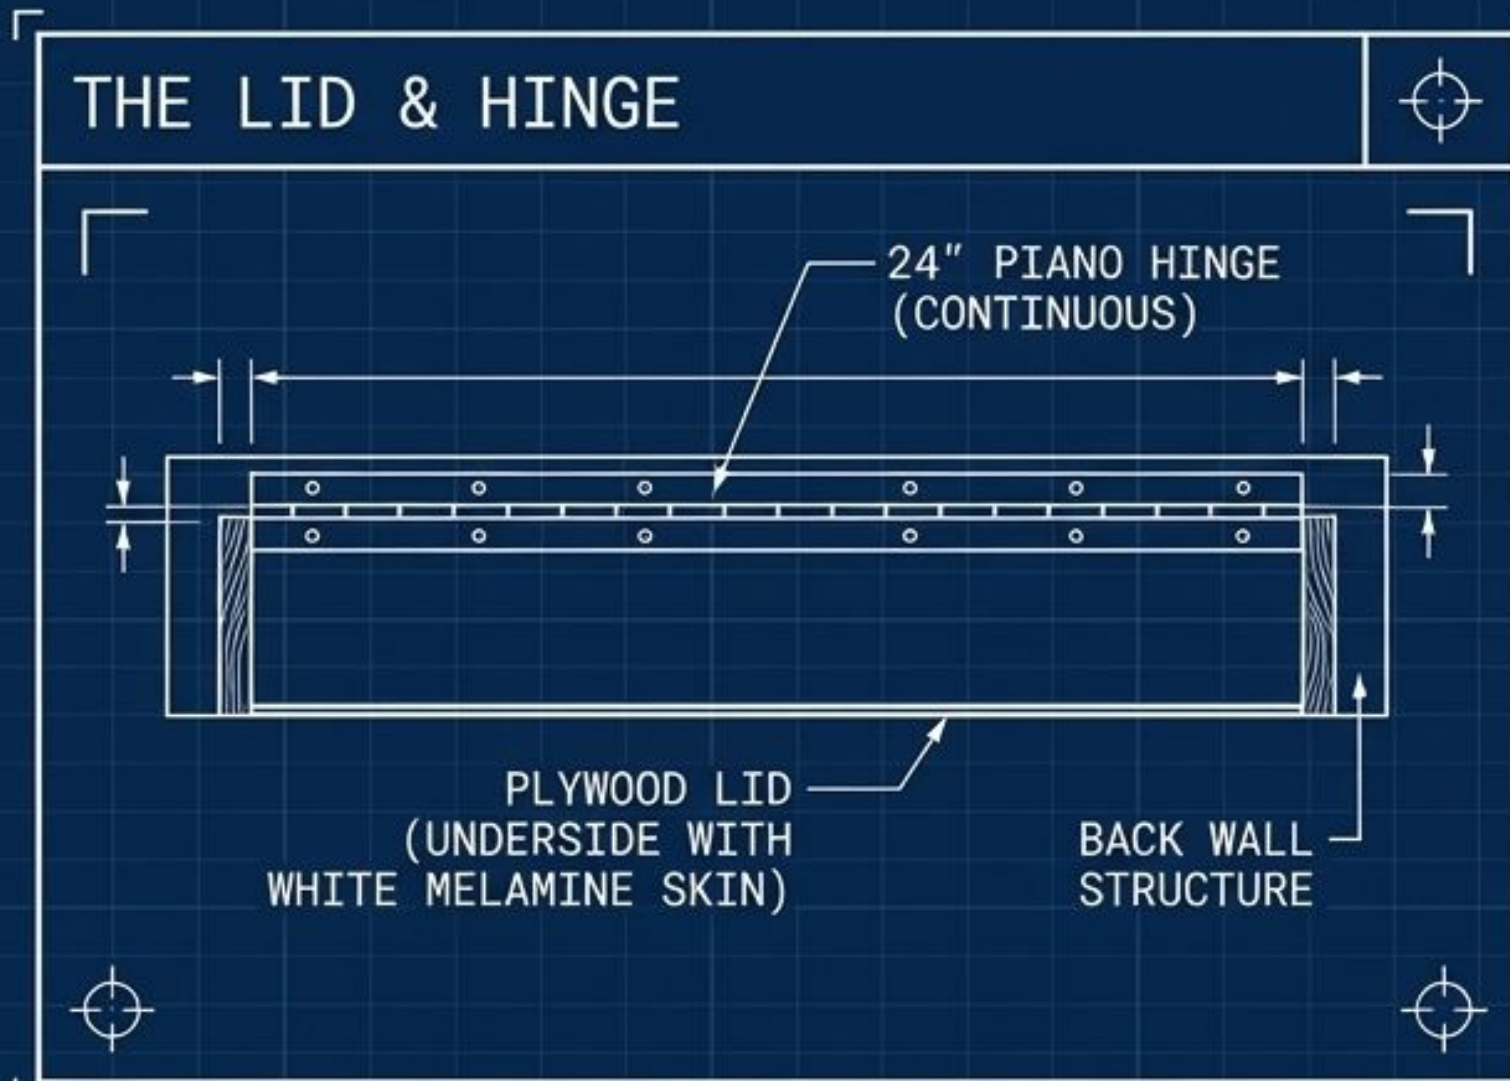 THE LID & HINGE
24" PIANO HINGE
(CONTINUOUS)
PLYWOOD LID
(UNDERSIDE WITH
WHITE MELAMINE SKIN)
BACK WALL
STRUCTURE